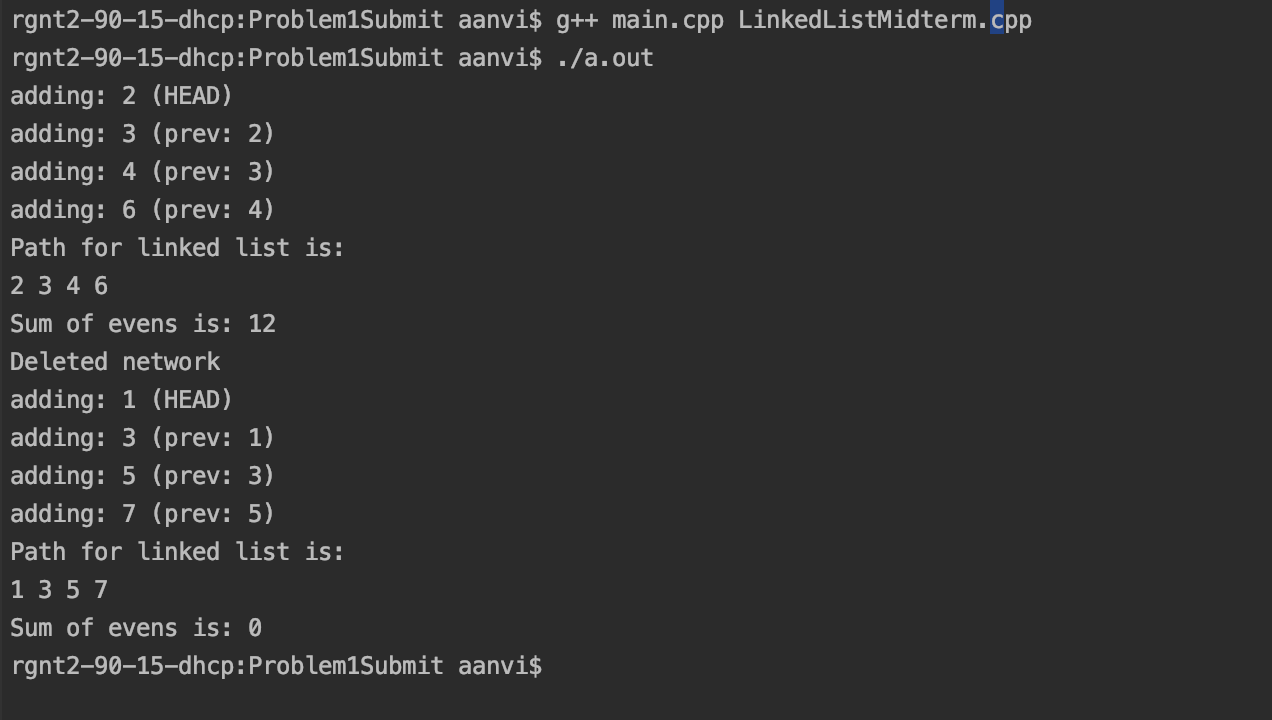 rgnt2-90-15-dhcp:Problem1Submit aanvi$ g++ main.cpp LinkedListMidterm.cpp
rgnt2-90-15-dhcp:Problem1Submit aanvi$ ./a.out
adding: 2 (HEAD)
adding: 3 (prev: 2)
adding: 4 (prev: 3)
adding: 6 (prev: 4)
Path for linked list is:
2 3 4 6
Sum of evens is: 12
Deleted network
adding: 1 (HEAD)
adding: 3 (prev: 1)
adding: 5 (prev: 3)
adding: 7 (prev: 5)
Path for linked list is:
1 3 5 7
Sum of evens is: 0
rgnt2-90-15-dhcp:Problem1Submit aanvi$